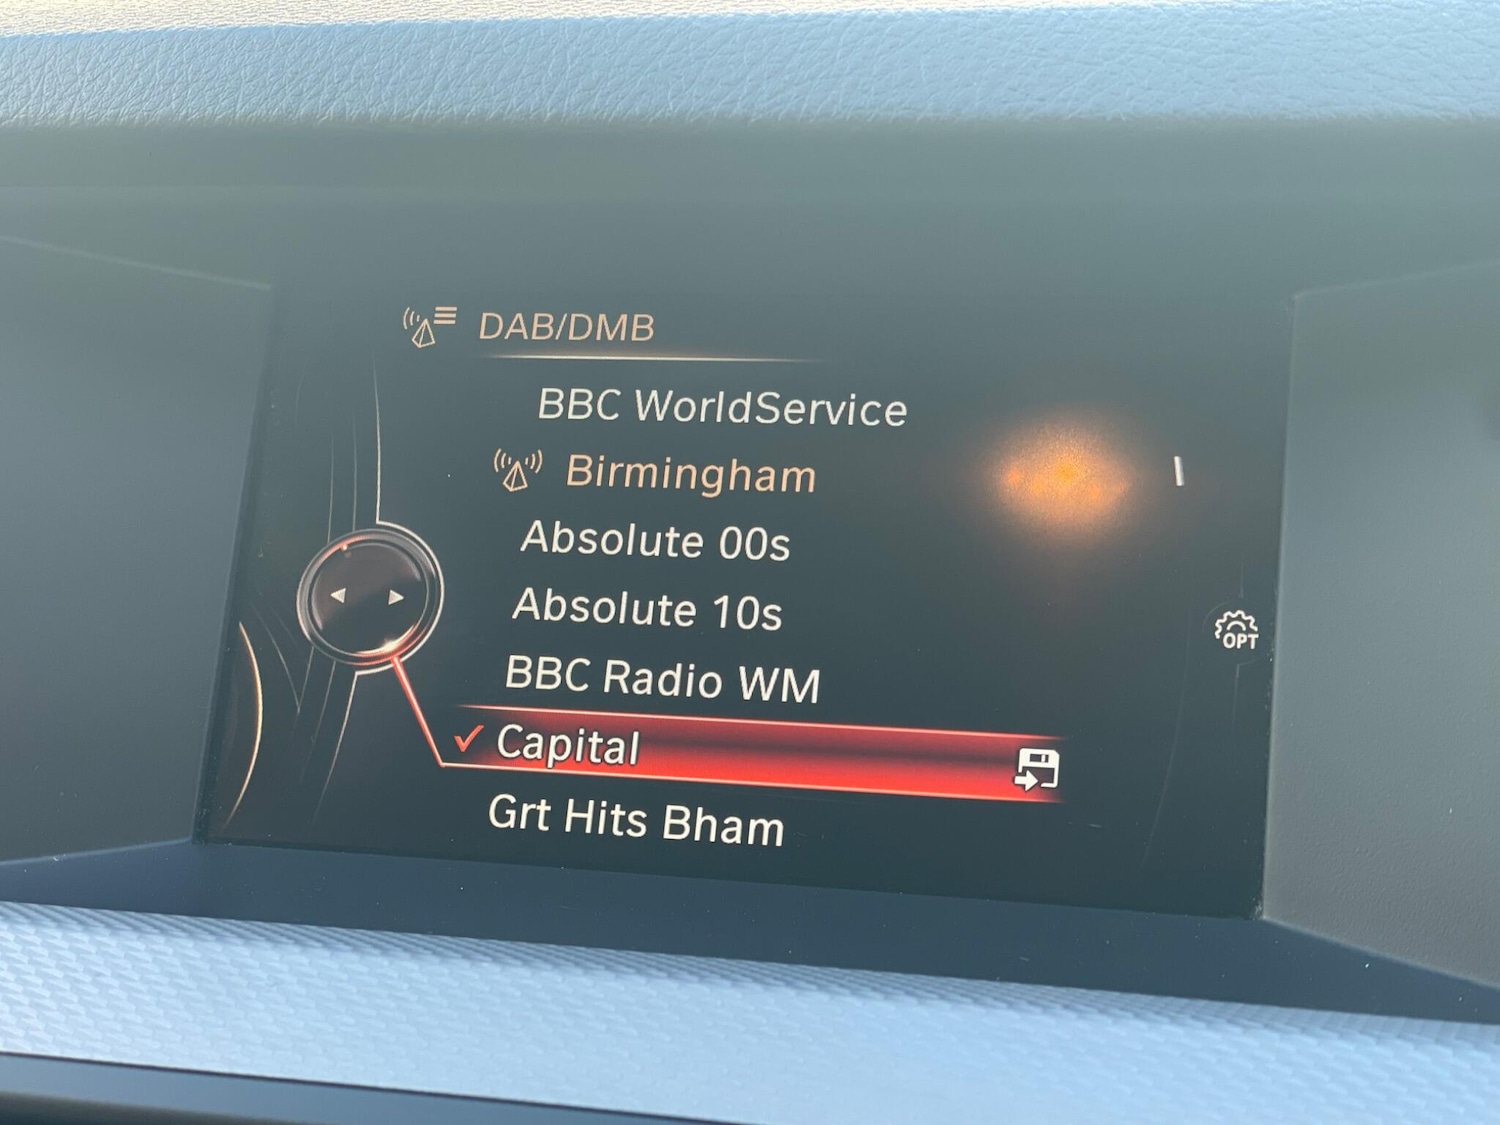 DAB/DMB
BBC WorldService
Birmingham
Absolute 00s
Absolute 10s
OPT
BBC Radio WM
Capital
Grt Hits Bham